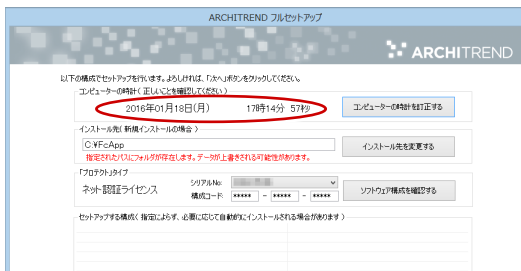 ARCHITREND フルセットアップ
ARCHITREND
以下の構成でセットアップを行います。よろしければ、「次へ」ボタンをクリックしてください。
コンピューターの時計(正しいことを確認してください)
2016年01月18日(月) 17時14分 57秒
コンピューターの時計を訂正する
インストール先(新規インストールの場合)
C:¥FcApp
インストール先を変更する
指定されたパスにフォルダが存在します。データが上書きされる可能性があります。
「プロテクト」タイプ
ネット認証ライセンス
シリアルNo:
構成コード: ***** - ***** - *****
ソフトウェア構成を確認する
セットアップする構成(指定によらず、必要に応じて自動的にインストールされる場合があります)